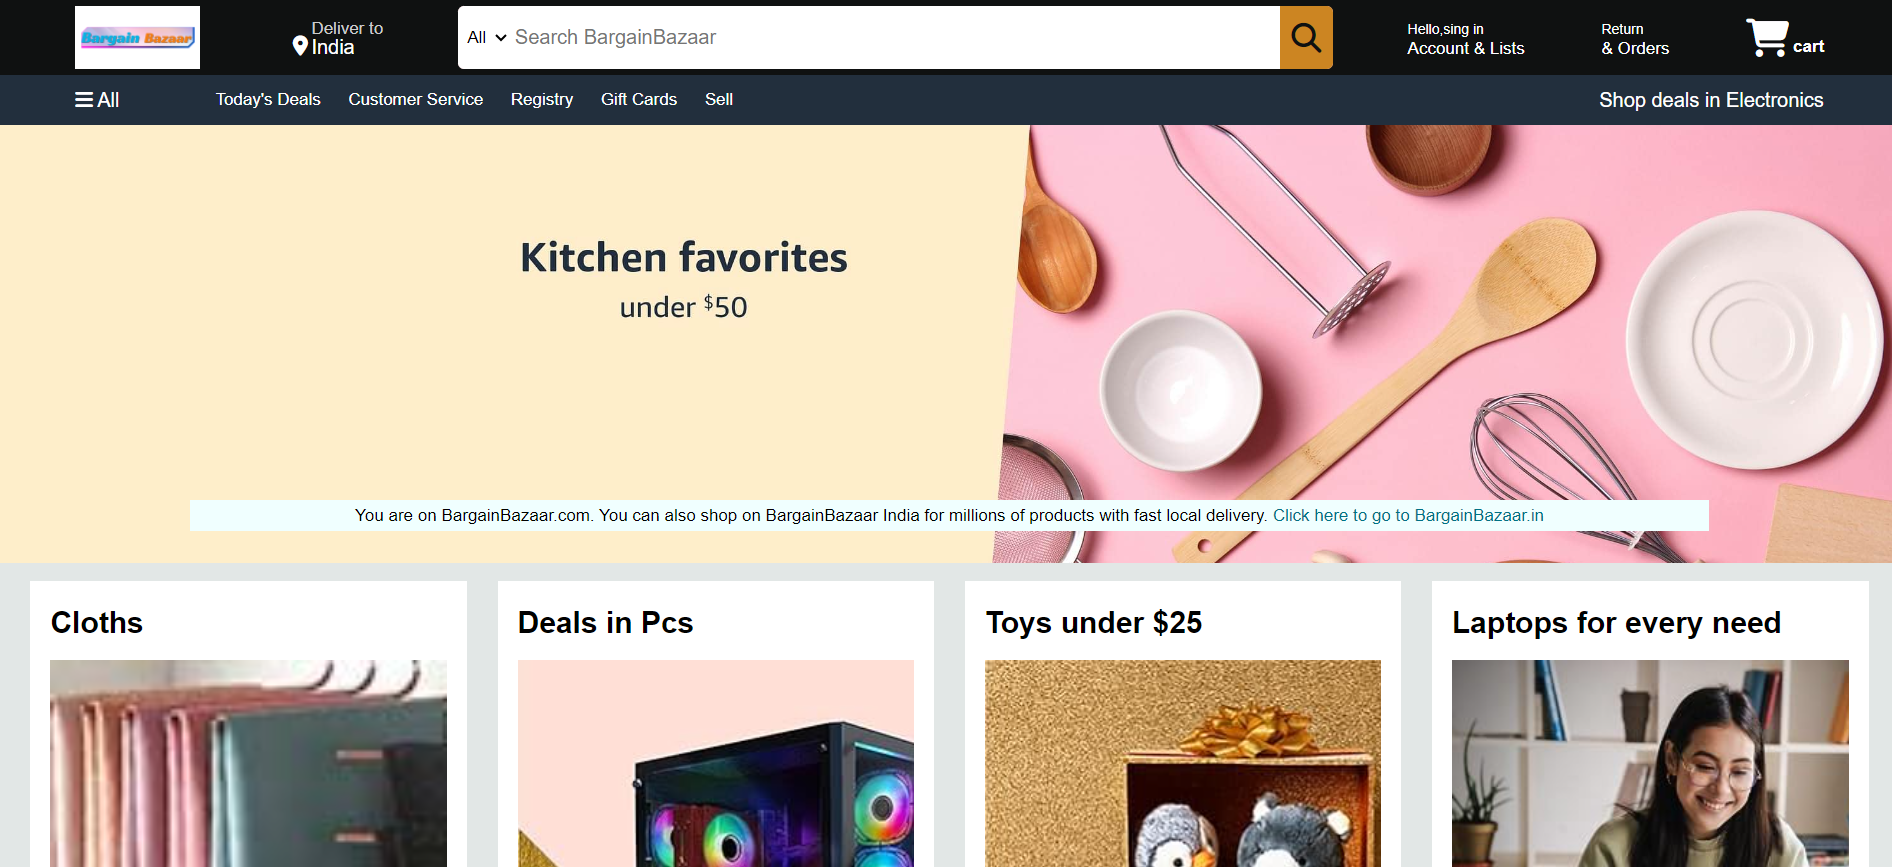 Bargain Bazaar
Deliver to
India
All
Search BargainBazaar
Hello,sing in
Account & Lists
Return
& Orders
cart
All
Today's Deals
Customer Service
Registry
Gift Cards
Sell
Shop deals in Electronics
Kitchen favorites
under $50
You are on BargainBazaar.com. You can also shop on BargainBazaar India for millions of products with fast local delivery. Click here to go to BargainBazaar.in
Cloths
Deals in Pcs
Toys under $25
Laptops for every need